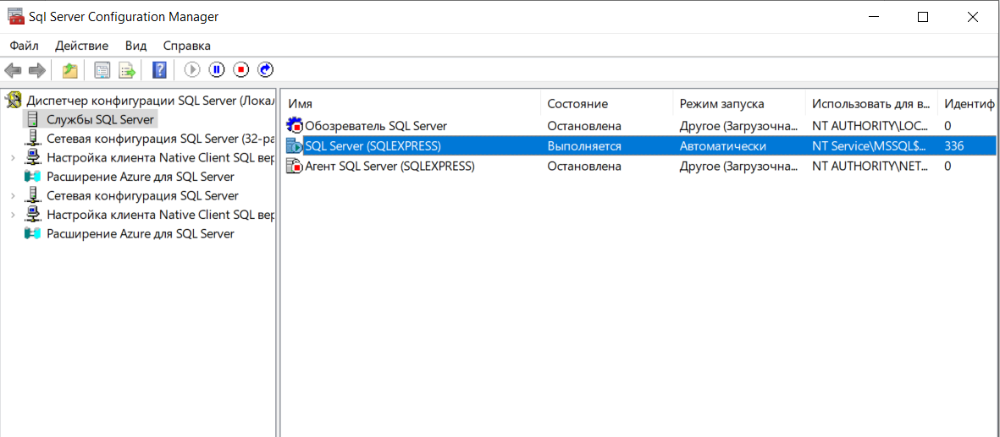 Sql Server Configuration Manager
Файл Действие Вид Справка
Диспетчер конфигурации SQL Server (Локал
Службы SQL Server
Сетевая конфигурация SQL Server (32-ра
Настройка клиента Native Client SQL вер
Расширение Azure для SQL Server
Сетевая конфигурация SQL Server
Настройка клиента Native Client SQL вер
Расширение Azure для SQL Server
Имя Состояние Режим запуска Использовать для в... Идентиф
Обозреватель SQL Server Остановлена Другое (Загрузочна... NT AUTHORITY\LOC... 0
SQL Server (SQLEXPRESS) Выполняется Автоматически NT Service\MSSQL$... 336
Агент SQL Server (SQLEXPRESS) Остановлена Другое (Загрузочна... NT AUTHORITY\NET... 0